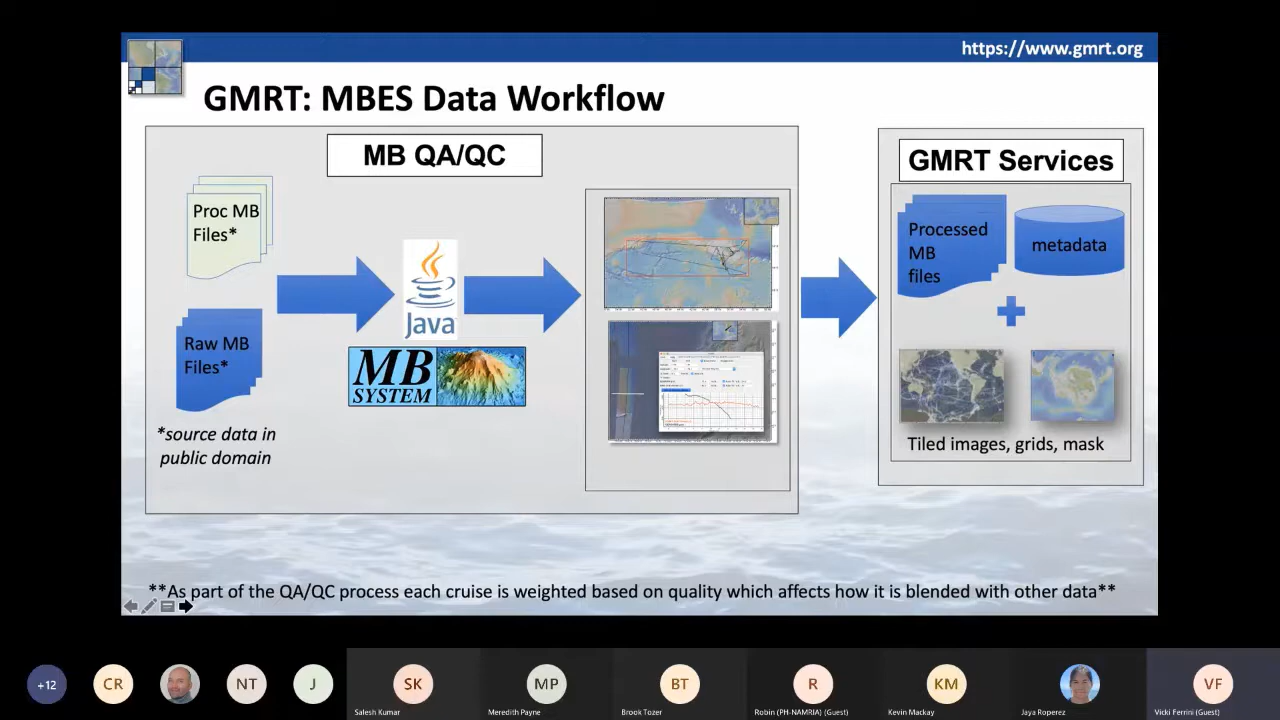 https://www.gmrt.org
GMRT: MBES Data Workflow
MB QA/QC
Proc MB
Files*
Raw MB
Files*
*source data in
public domain
Java
MB
SYSTEM
GMRT Services
Processed
MB
files
metadata
Tiled images, grids, mask
**As part of the QA/QC process each cruise is weighted based on quality which affects how it is blended with other data**
+12
CR
NT
J
SK
Salesh Kumar
MP
Meredith Payne
BT
Brook Tozer
R
Robin (PH-NAMRIA) (Guest)
KM
Kevin Mackay
Jaya Roperez
VF
Vicki Ferrini (Guest)